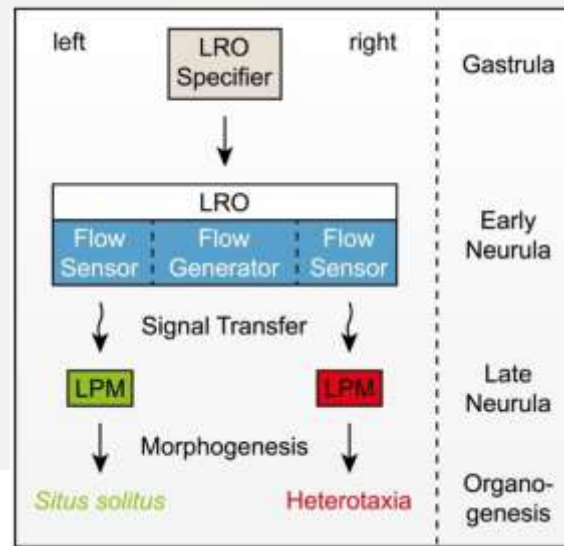 left
right
LRO
Specifier
Gastrula
LRO
Flow
Sensor
Flow
Generator
Flow
Sensor
Early
Neurula
Signal Transfer
LPM
LPM
Late
Neurula
Morphogenesis
Situs solitus
Heterotaxia
Organo-
genesis